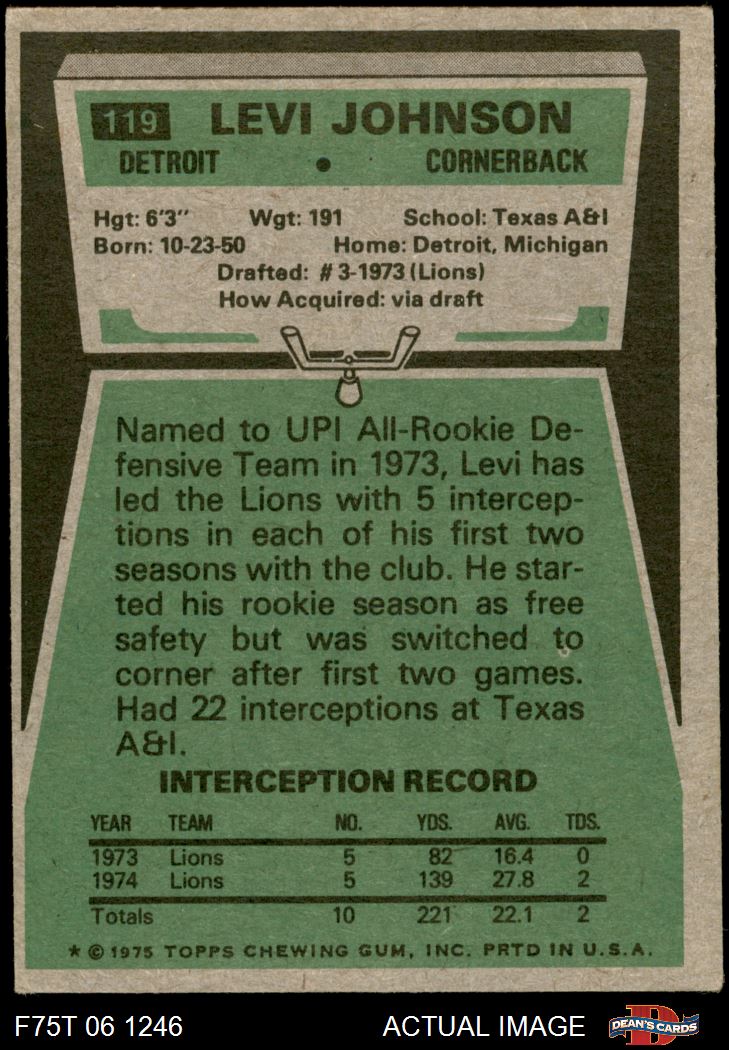 119 LEVI JOHNSON
DETROIT • CORNERBACK
Hgt: 6'3" Wgt: 191 School: Texas A&I
Born: 10-23-50 Home: Detroit, Michigan
Drafted: #3-1973 (Lions)
How Acquired: via draft
Named to UPI All-Rookie De-
fensive Team in 1973, Levi has
led the Lions with 5 intercep-
tions in each of his first two
seasons with the club. He star-
ted his rookie season as free
safety but was switched to
corner after first two games.
Had 22 interceptions at Texas
A&I.
INTERCEPTION RECORD
YEAR TEAM NO. YDS. AVG. TDS.
1973 Lions 5 82 16.4 0
1974 Lions 5 139 27.8 2
Totals 10 221 22.1 2
* © 1975 TOPPS CHEWING GUM, INC. PRTD IN U.S.A.
F75T 06 1246 ACTUAL IMAGE D DEAN'S CARDS